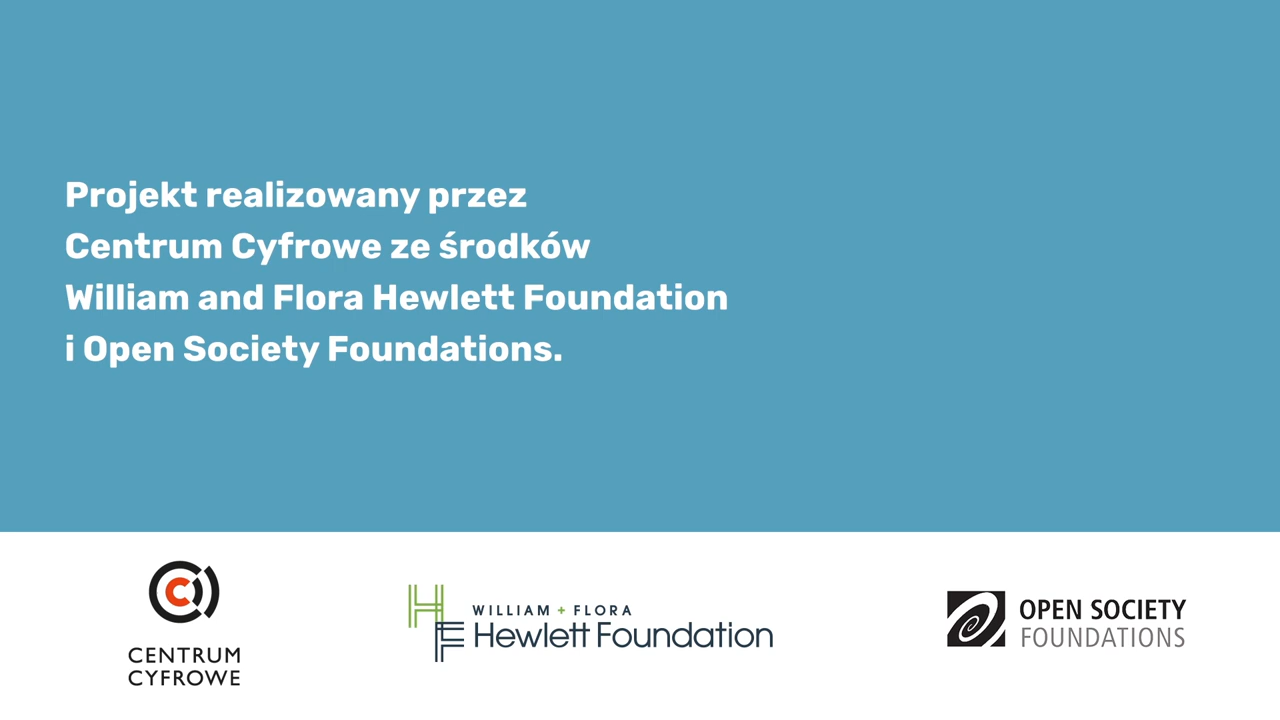 Projekt realizowany przez
Centrum Cyfrowe ze środków
William and Flora Hewlett Foundation
i Open Society Foundations.
CENTRUM
CYFROWE
WILLIAM + FLORA
Hewlett Foundation
OPEN SOCIETY
FOUNDATIONS